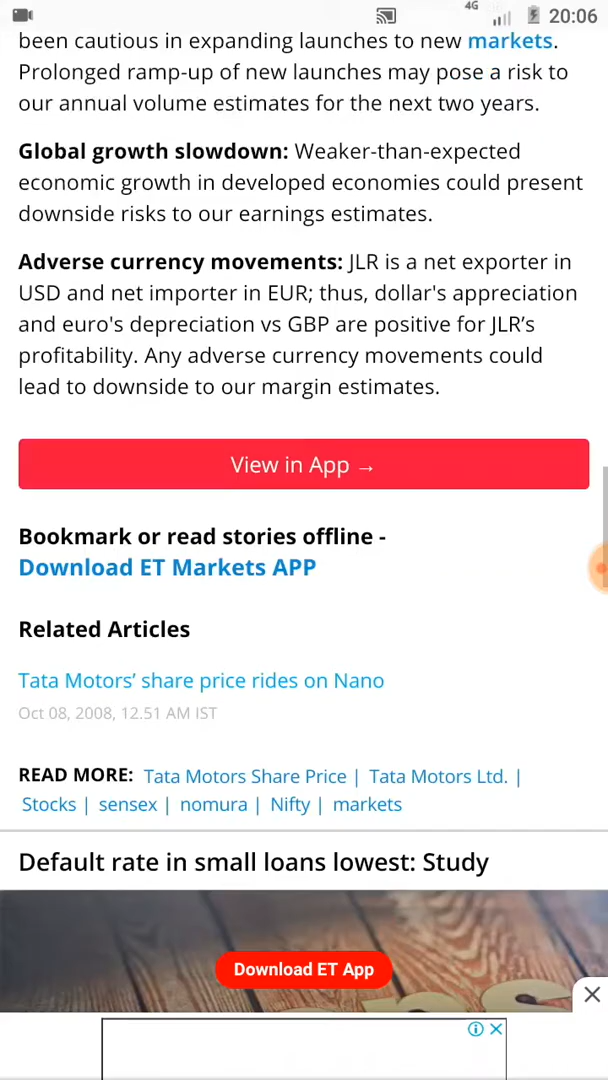 4G
20:06
been cautious in expanding launches to new markets.
Prolonged ramp-up of new launches may pose a risk to
our annual volume estimates for the next two years.
Global growth slowdown: Weaker-than-expected
economic growth in developed economies could present
downside risks to our earnings estimates.
Adverse currency movements: JLR is a net exporter in
USD and net importer in EUR; thus, dollar's appreciation
and euro's depreciation vs GBP are positive for JLR’s
profitability. Any adverse currency movements could
lead to downside to our margin estimates.
View in App →
Bookmark or read stories offline -
Download ET Markets APP
Related Articles
Tata Motors’ share price rides on Nano
Oct 08, 2008, 12.51 AM IST
READ MORE: Tata Motors Share Price | Tata Motors Ltd. |
Stocks | sensex | nomura | Nifty | markets
Default rate in small loans lowest: Study
Download ET App